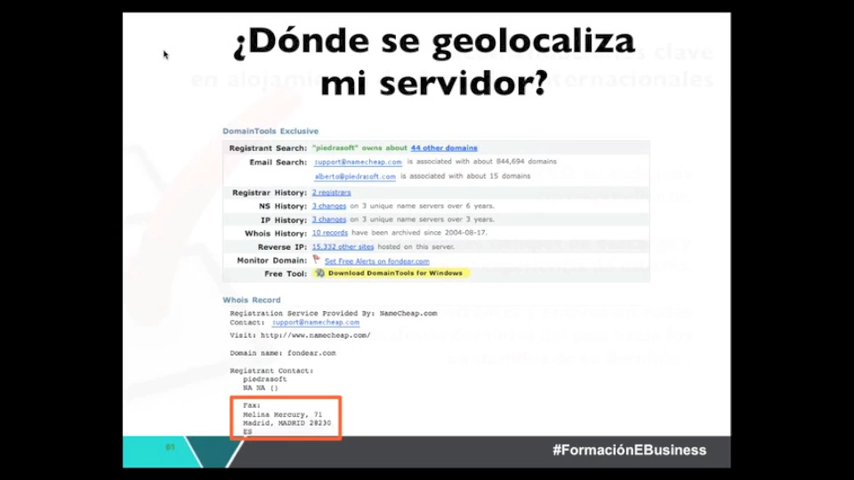 ¿Dónde se geolocaliza
mi servidor?
DomainTools Exclusive
Registrant Search: "piedrasoft" owns about 44 other domains
Email Search: support@namecheap.com is associated with about 844,694 domains
alberto@piedrasoft.com is associated with about 15 domains
Registrar History: 2 registrars
NS History: 3 changes on 3 unique name servers over 6 years.
IP History: 3 changes on 3 unique name servers over 3 years.
Whois History: 10 records have been archived since 2004-08-17.
Reverse IP: 15,332 other sites hosted on this server.
Monitor Domain: Set Free Alerts on fondear.com
Free Tool: Download DomainTools for Windows
Whois Record
Registration Service Provided By: NameCheap.com
Contact: support@namecheap.com
Visit: http://www.namecheap.com/
Domain name: fondear.com
Registrant Contact:
piedrasoft
NA NA ()
Fax:
Melina Mercury, 71
Madrid, MADRID 28230
ES
61
#FormaciónEBusiness